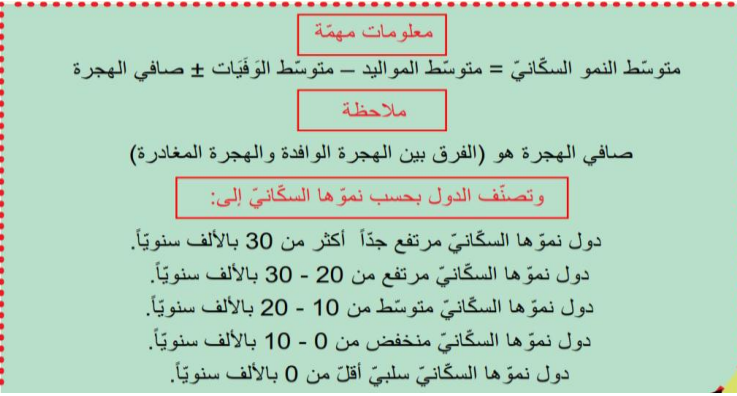 معلومات مهمّة
متوسّط النمو السكّانيّ = متوسّط المواليد – متوسّط الوَفَيَات ± صافي الهجرة
ملاحظة
صافي الهجرة هو (الفرق بين الهجرة الوافدة والهجرة المغادرة)
وتصنّف الدول بحسب نموّها السكّانيّ إلى:
دول نموّها السكّانيّ مرتفع جدّاً أكثر من 30 بالألف سنويّاً.
دول نموّها السكّانيّ مرتفع من 20 - 30 بالألف سنويّاً.
دول نموّها السكّانيّ متوسّط من 10 - 20 بالألف سنويّاً.
دول نموّها السكّانيّ منخفض من 0 - 10 بالألف سنويّاً.
دول نموّها السكّانيّ سلبيّ أقلّ من 0 بالألف سنويّاً.